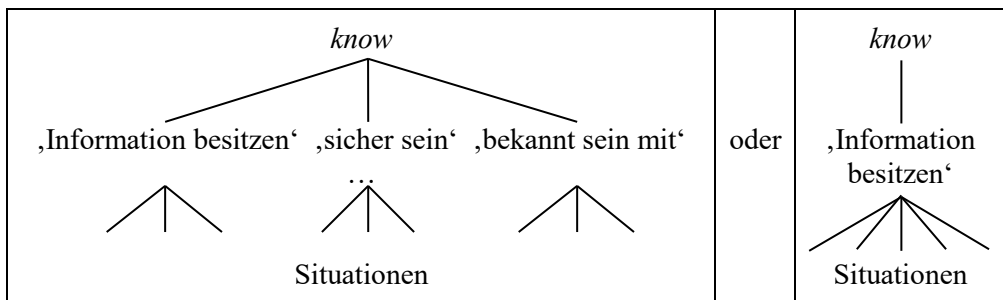 know
know
‚Information besitzen‘ ‚sicher sein‘ ‚bekannt sein mit‘
oder
‚Information
besitzen‘
…
Situationen
Situationen